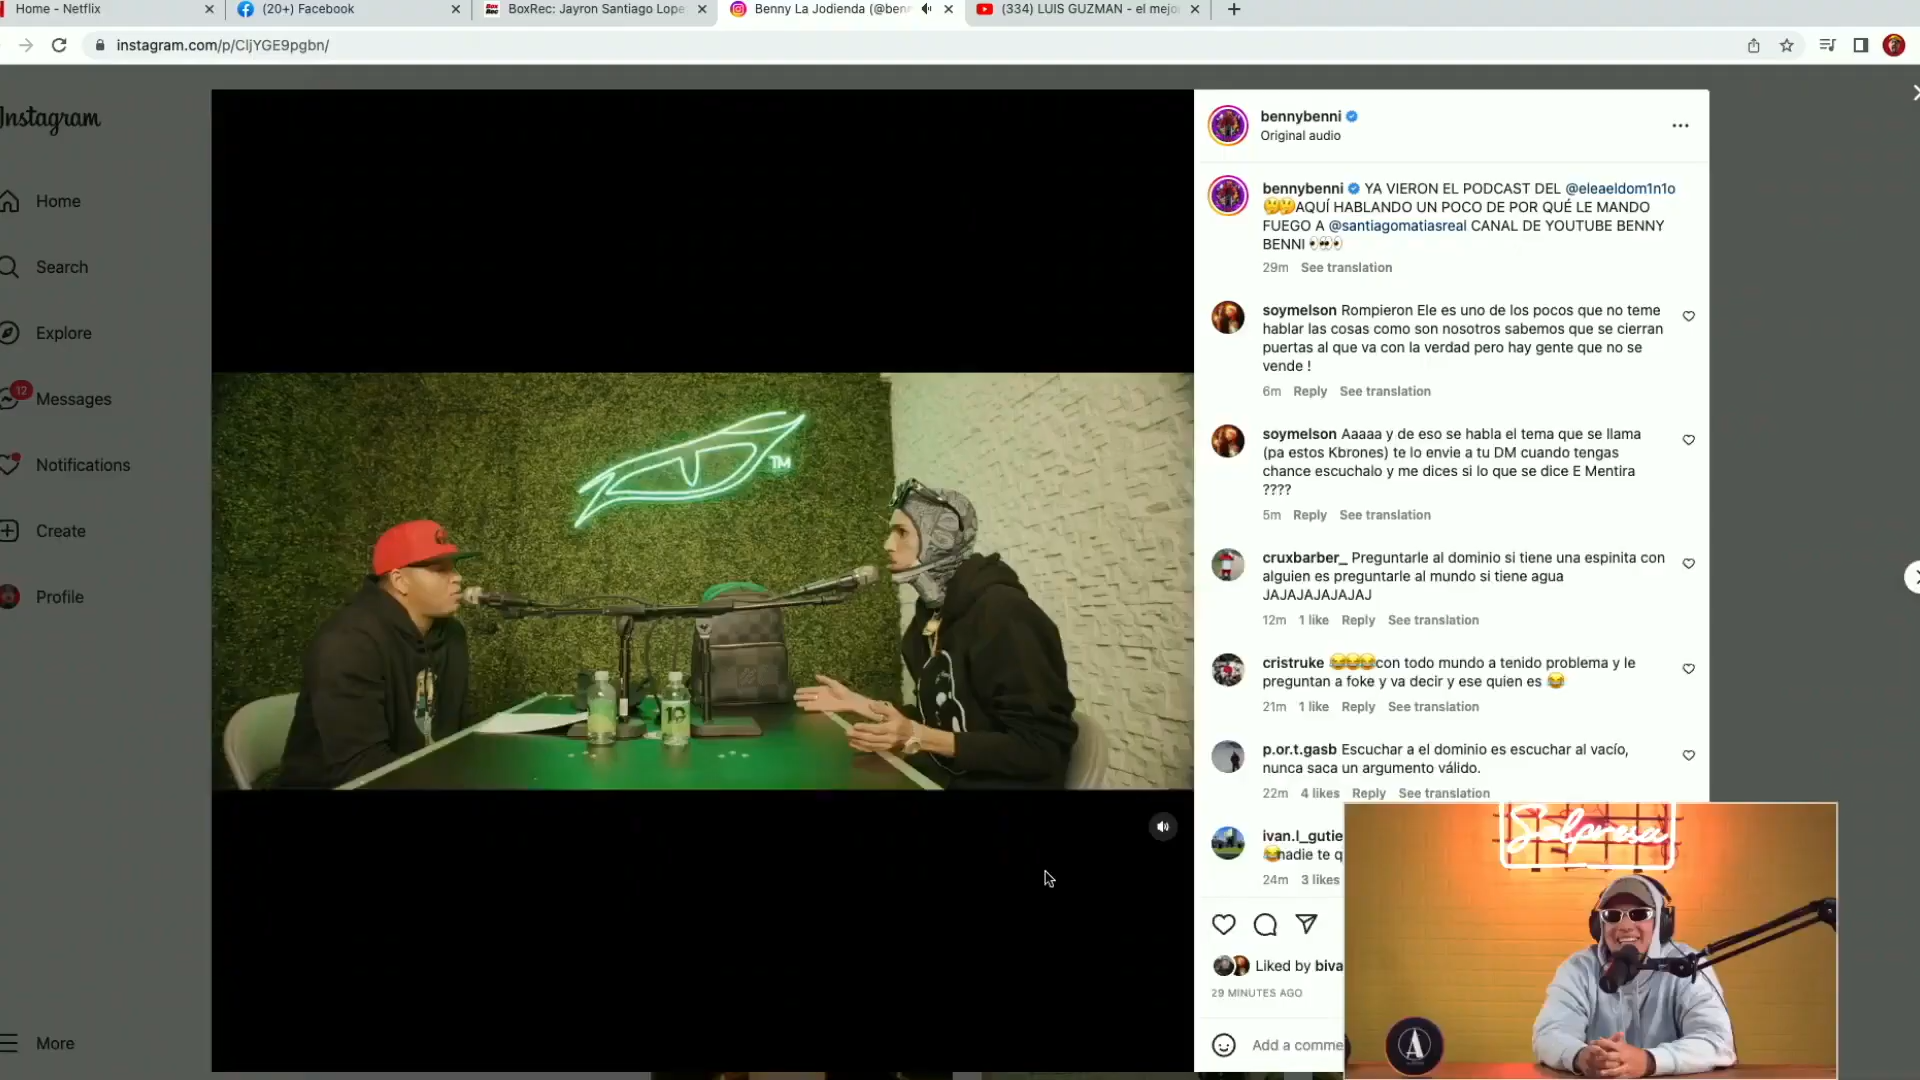 Home - Netflix
(20+) Facebook
BoxRec: Jayron Santiago Lope
Benny La Jodienda (@ben
(334) LUIS GUZMAN - el mejo
instagram.com/p/CljYGE9pgbn/
Instagram
Home
Search
Explore
12
Messages
Notifications
Create
Profile
More
TM
bennybenni
Original audio
bennybenni YA VIERON EL PODCAST DEL @eleaeldom1n1o
🤔🤔AQUÍ HABLANDO UN POCO DE POR QUÉ LE MANDO
FUEGO A @santiagomatiasreal CANAL DE YOUTUBE BENNY
BENNI 👀👀
29m See translation
soymelson Rompieron Ele es uno de los pocos que no teme
hablar las cosas como son nosotros sabemos que se cierran
puertas al que va con la verdad pero hay gente que no se
vende !
6m Reply See translation
soymelson Aaaaa y de eso se habla el tema que se llama
(pa estos Kbrones) te lo envie a tu DM cuando tengas
chance escuchalo y me dices si lo que se dice E Mentira
????
5m Reply See translation
cruxbarber_ Preguntarle al dominio si tiene una espinita con
alguien es preguntarle al mundo si tiene agua
JAJAJAJAJAJAJ
12m 1 like Reply See translation
cristruke 😂😂😂con todo mundo a tenido problema y le
preguntan a foke y va decir y ese quien es 😂
21m 1 like Reply See translation
p.or.t.gasb Escuchar a el dominio es escuchar al vacío,
nunca saca un argumento válido.
22m 4 likes Reply See translation
ivan.l_gutie
😂nadie te q
24m 3 likes
Liked by biva
29 MINUTES AGO
Add a comme
Salpresa
A